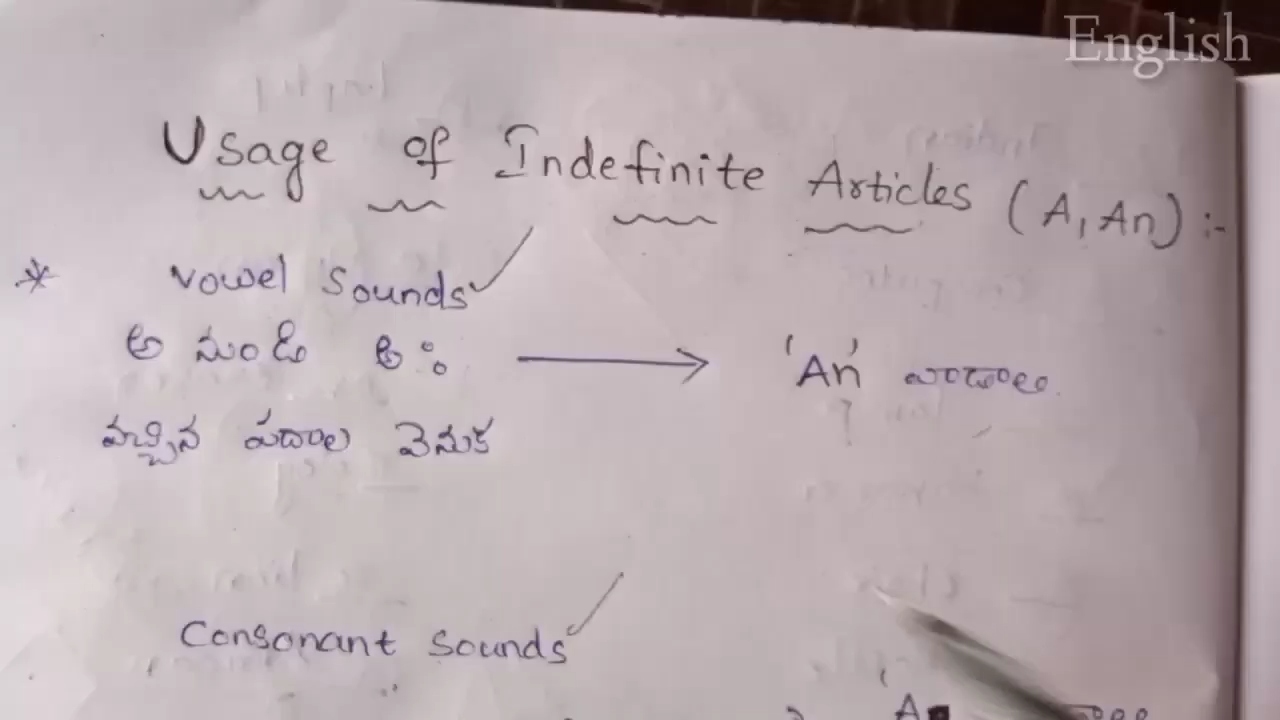 English
Usage of Indefinite Articles (A, An) :-
* vowel sounds
అ నుండి అః → 'An' వాడాలి.
వచ్చిన పదాల వెనుక
Consonant sounds